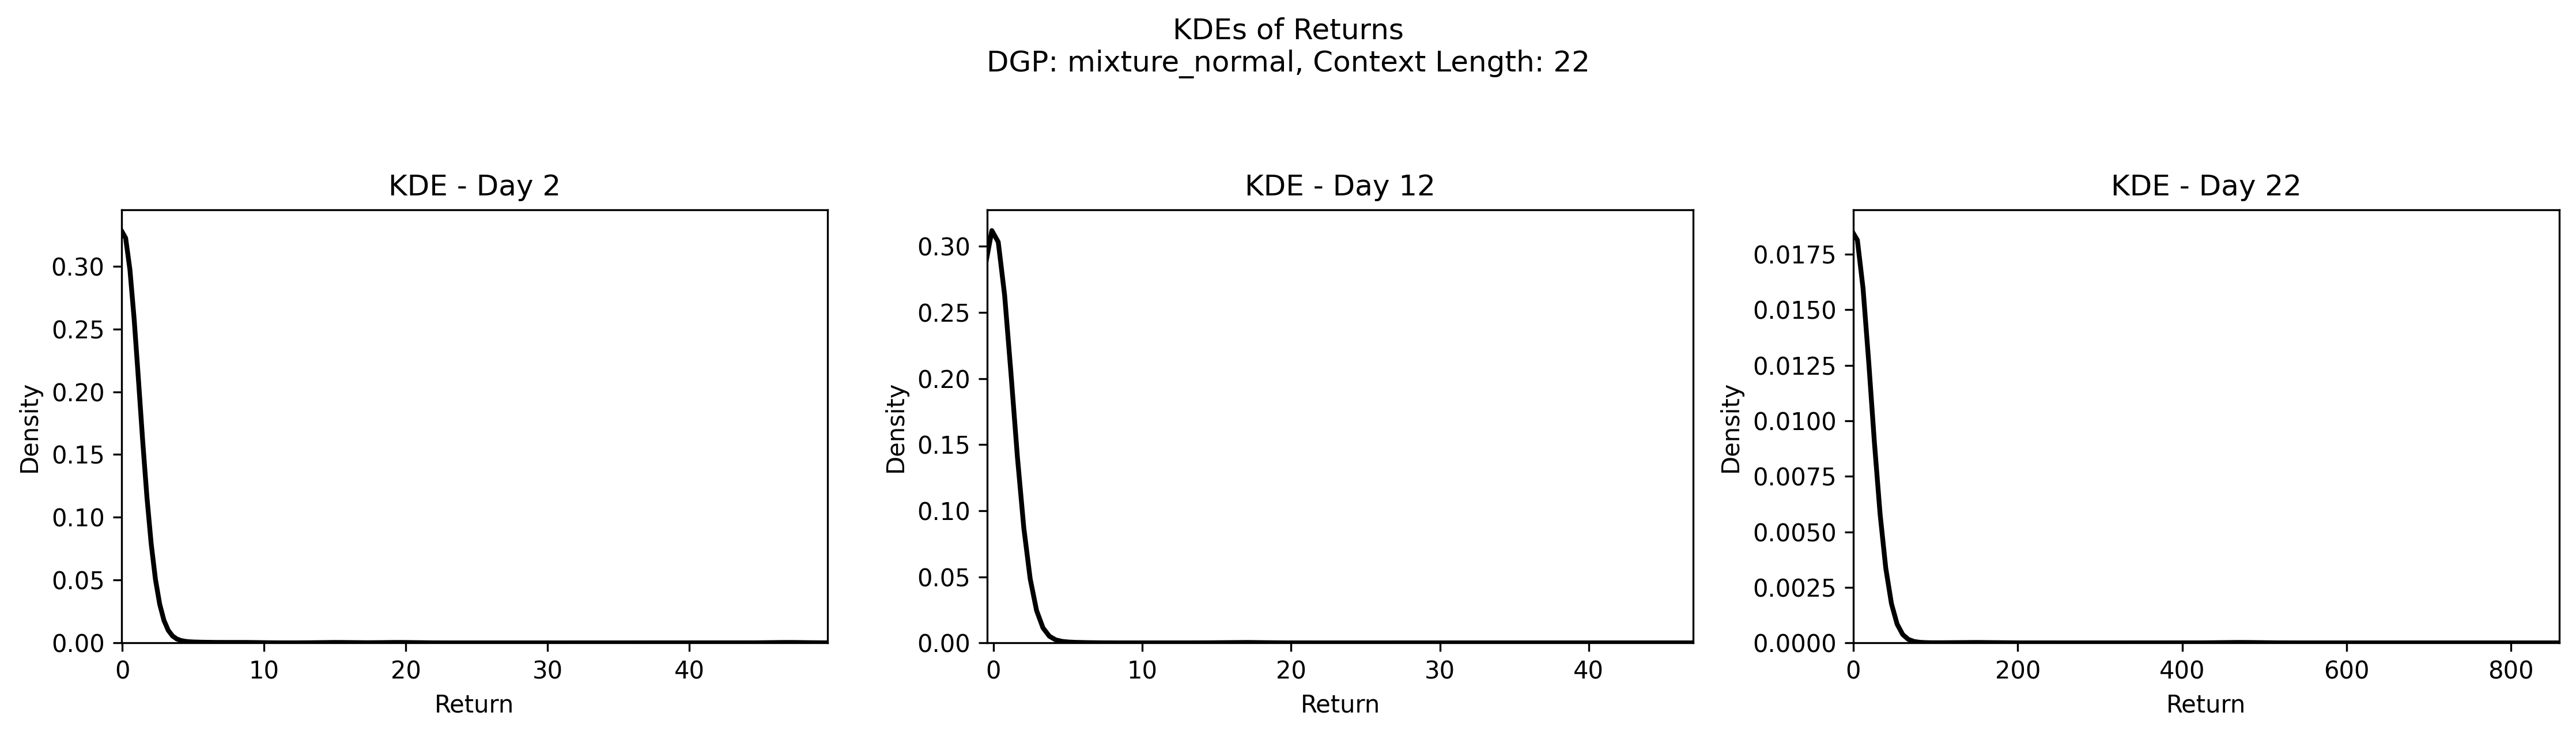 KDEs of Returns
DGP: mixture_normal, Context Length: 22
KDE - Day 2
Density
0.30
0.25
0.20
0.15
0.10
0.05
0.00
0 10 20 30 40
Return
KDE - Day 12
Density
0.30
0.25
0.20
0.15
0.10
0.05
0.00
0 10 20 30 40
Return
KDE - Day 22
Density
0.0175
0.0150
0.0125
0.0100
0.0075
0.0050
0.0025
0.0000
0 200 400 600 800
Return